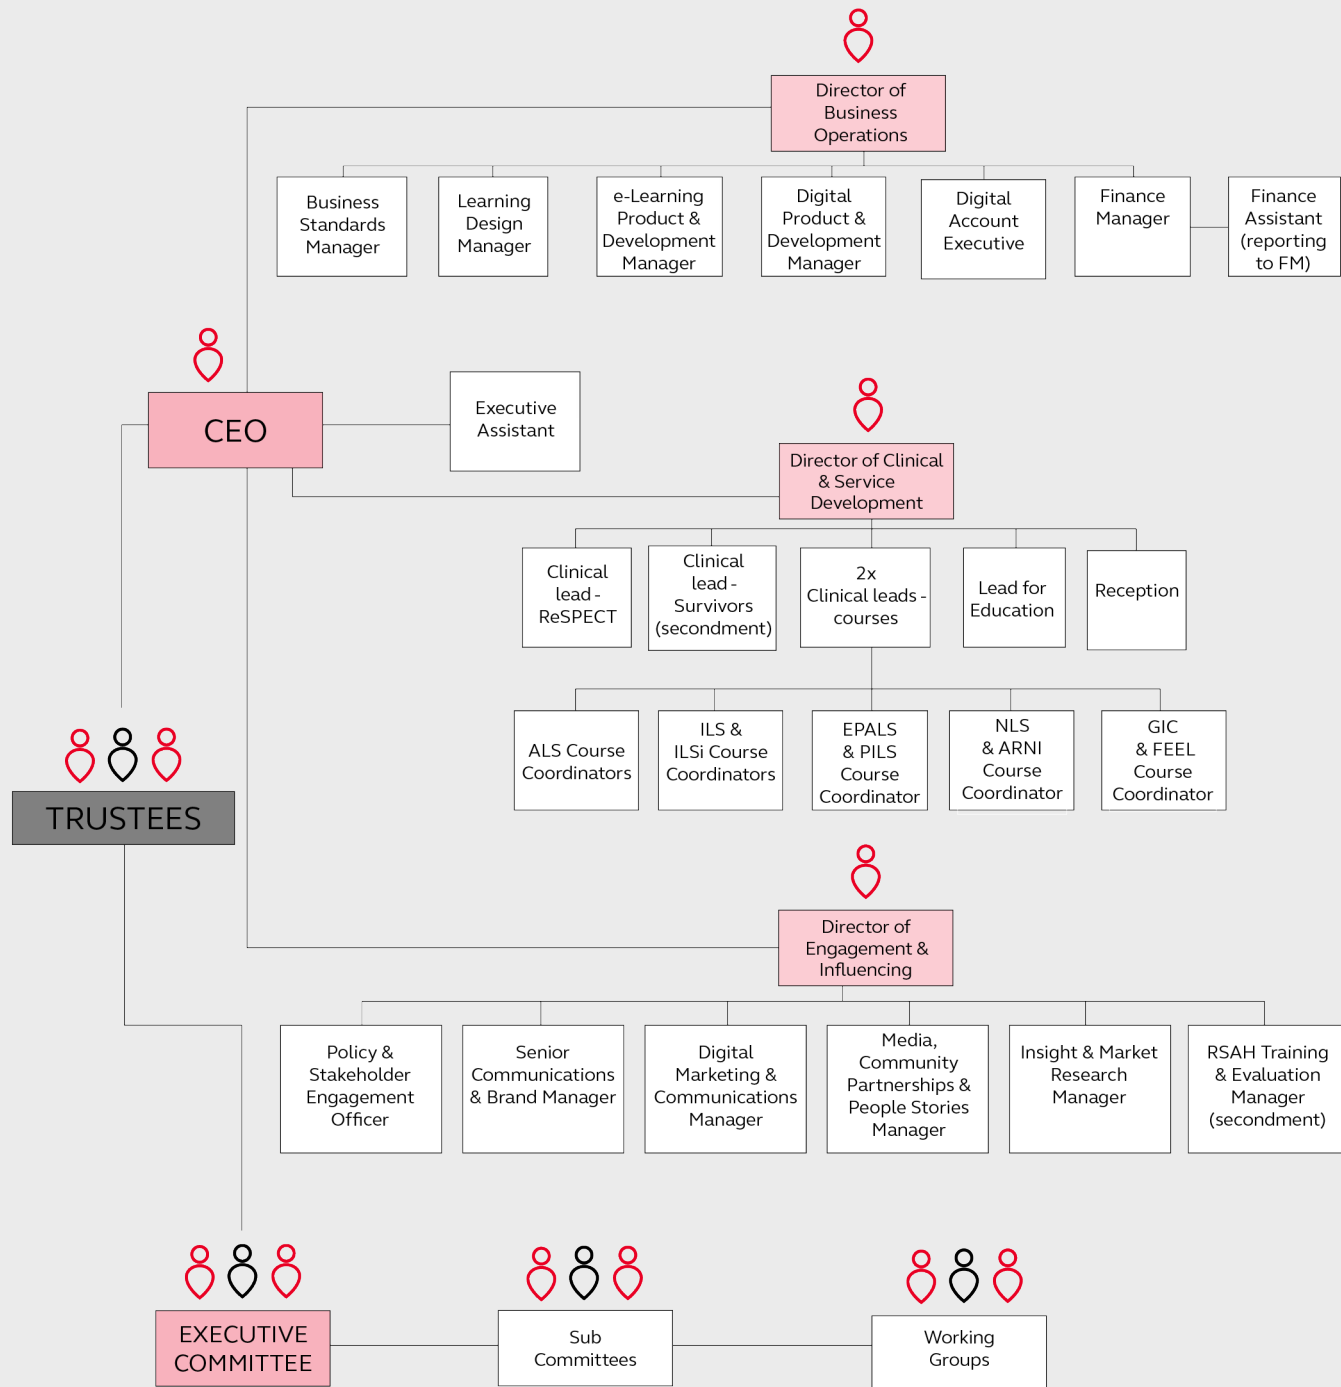 Director of
Business
Operations
Business
Standards
Manager
Learning
Design
Manager
e-Learning
Product &
Development
Manager
Digital
Product &
Development
Manager
Digital
Account
Executive
Finance
Manager
Finance
Assistant
(reporting
to FM)
CEO
Executive
Assistant
Director of Clinical
& Service
Development
Clinical
lead -
ReSPECT
Clinical
lead -
Survivors
(secondment)
2x
Clinical leads -
courses
Lead for
Education
Reception
ALS Course
Coordinators
ILS &
ILSi Course
Coordinators
EPALS
& PILS
Course
Coordinator
NLS
& ARNI
Course
Coordinator
GIC
& FEEL
Course
Coordinator
TRUSTEES
Director of
Engagement &
Influencing
Policy &
Stakeholder
Engagement
Officer
Senior
Communications
& Brand Manager
Digital
Marketing &
Communications
Manager
Media,
Community
Partnerships &
People Stories
Manager
Insight & Market
Research
Manager
RSAH Training
& Evaluation
Manager
(secondment)
EXECUTIVE
COMMITTEE
Sub
Committees
Working
Groups